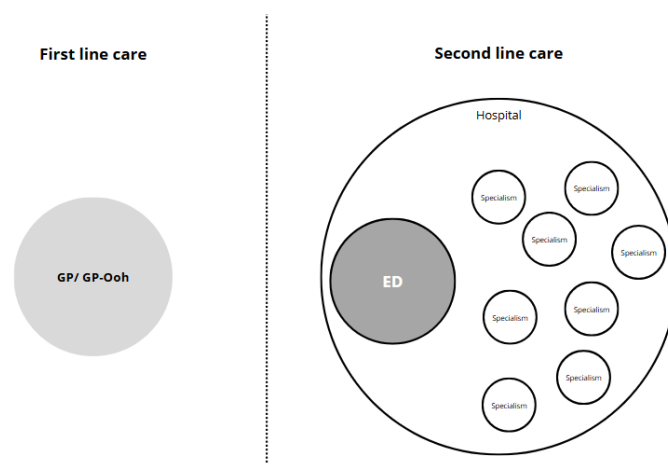 First line care
Second line care
Hospital
GP/ GP-Ooh
ED
Specialism
Specialism
Specialism
Specialism
Specialism
Specialism
Specialism
Specialism